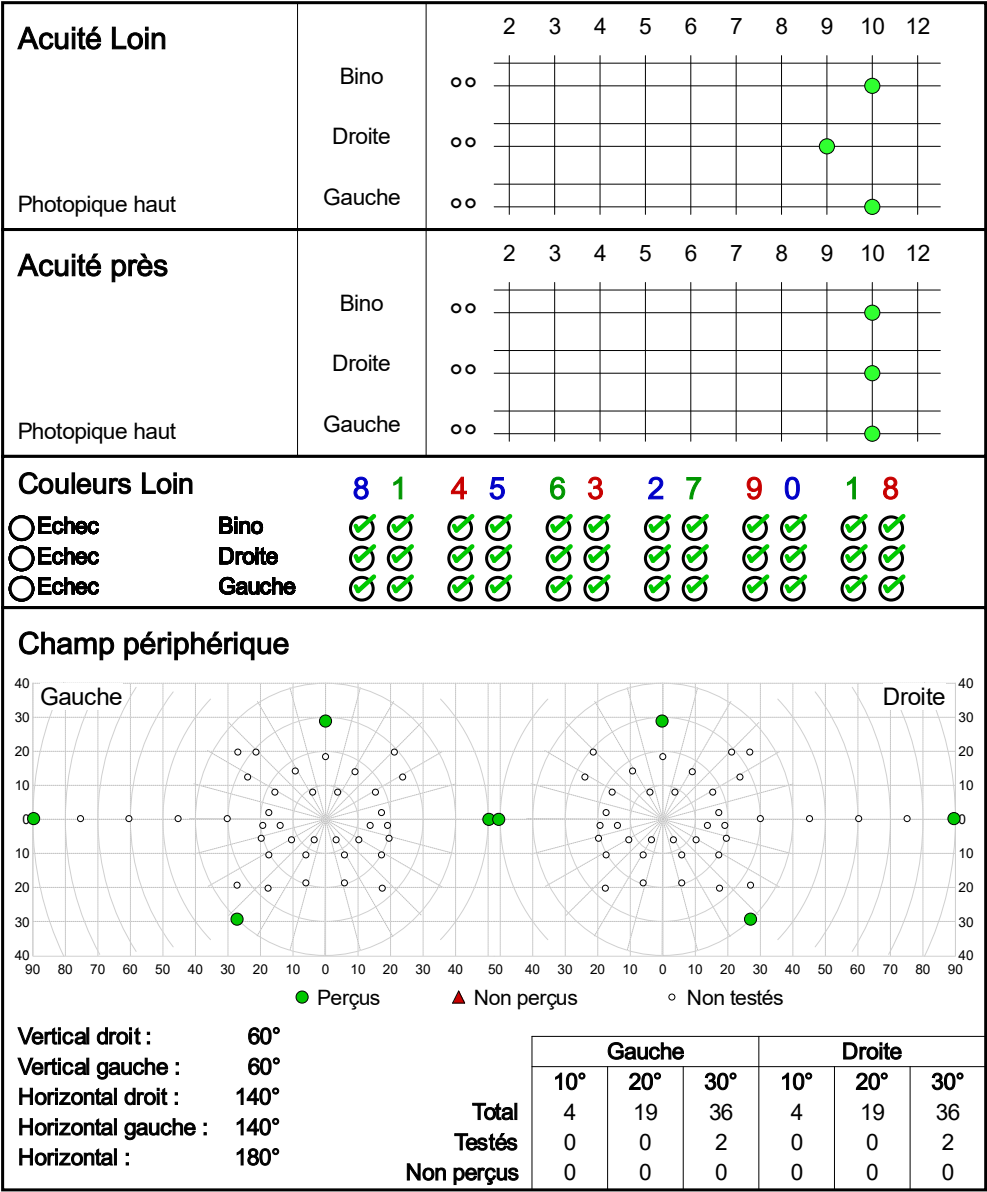 Acuité Loin
2 3 4 5 6 7 8 9 10 12
Bino
Droite
Gauche
Photopique haut
Acuité près
2 3 4 5 6 7 8 9 10 12
Bino
Droite
Gauche
Photopique haut
Couleurs Loin 8 1 4 5 6 3 2 7 9 0 1 8
Echec Bino
Echec Droite
Echec Gauche
Champ périphérique
40 Gauche Droite 40
30 30
20 20
10 10
0 0
10 10
20 20
30 30
40 40
90 80 70 60 50 40 30 20 10 0 10 20 30 40 50 40 30 20 10 0 10 20 30 40 50 60 70 80 90
Perçus Non perçus Non testés
Vertical droit : 60°
Vertical gauche : 60°
Horizontal droit : 140°
Horizontal gauche : 140°
Horizontal : 180°
Gauche Droite
10° 20° 30° 10° 20° 30°
Total 4 19 36 4 19 36
Testés 0 0 2 0 0 2
Non perçus 0 0 0 0 0 0